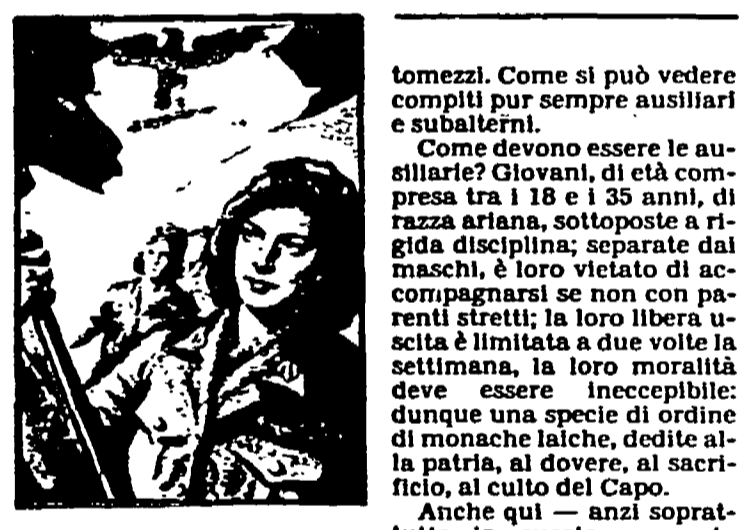 tomezzi. Come si può vedere
compiti pur sempre ausiliari
e subalterni.
Come devono essere le au-
siliarie? Giovani, di età com-
presa tra i 18 e i 35 anni, di
razza ariana, sottoposte a ri-
gida disciplina; separate dai
maschi, è loro vietato di ac-
compagnarsi se non con pa-
renti stretti; la loro libera u-
scita è limitata a due volte la
settimana, la loro moralità
deve essere ineccepibile:
dunque una specie di ordine
di monache laiche, dedite al-
la patria, al dovere, al sacri-
ficio, al culto del Capo.
Anche qui — anzi soprat-